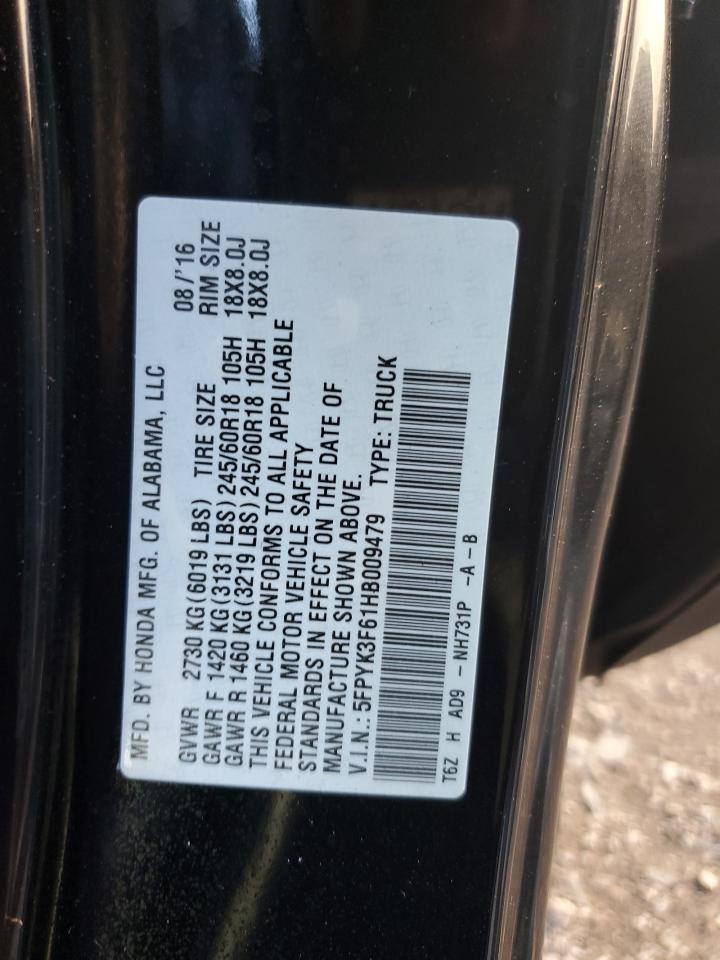 MFD. BY HONDA MFG. OF ALABAMA, LLC 08/'16
GVWR 2730 KG(6019 LBS) TIRE SIZE RIM SIZE
GAWR F 1420 KG(3131 LBS)245/60R18 105H 18X8.0J
GAWR R 1460 KG(3219 LBS)245/60R18 105H 18X8.0J
THIS VEHICLE CONFORMS TO ALL APPLICABLE
FEDERAL MOTOR VEHICLE SAFETY
STANDARDS IN EFFECT ON THE DATE OF
MANUFACTURE SHOWN ABOVE.
V.I.N.:5FPYK3F61HB009479 TYPE:TRUCK
T6Z H AD9 -NH731P -A-B